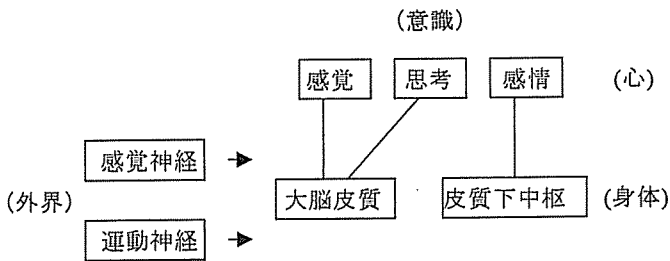 (意識)
感覚 思考 感情 (心)
感覚神経
(外界) 大脳皮質 皮質下中枢 (身体)
運動神経